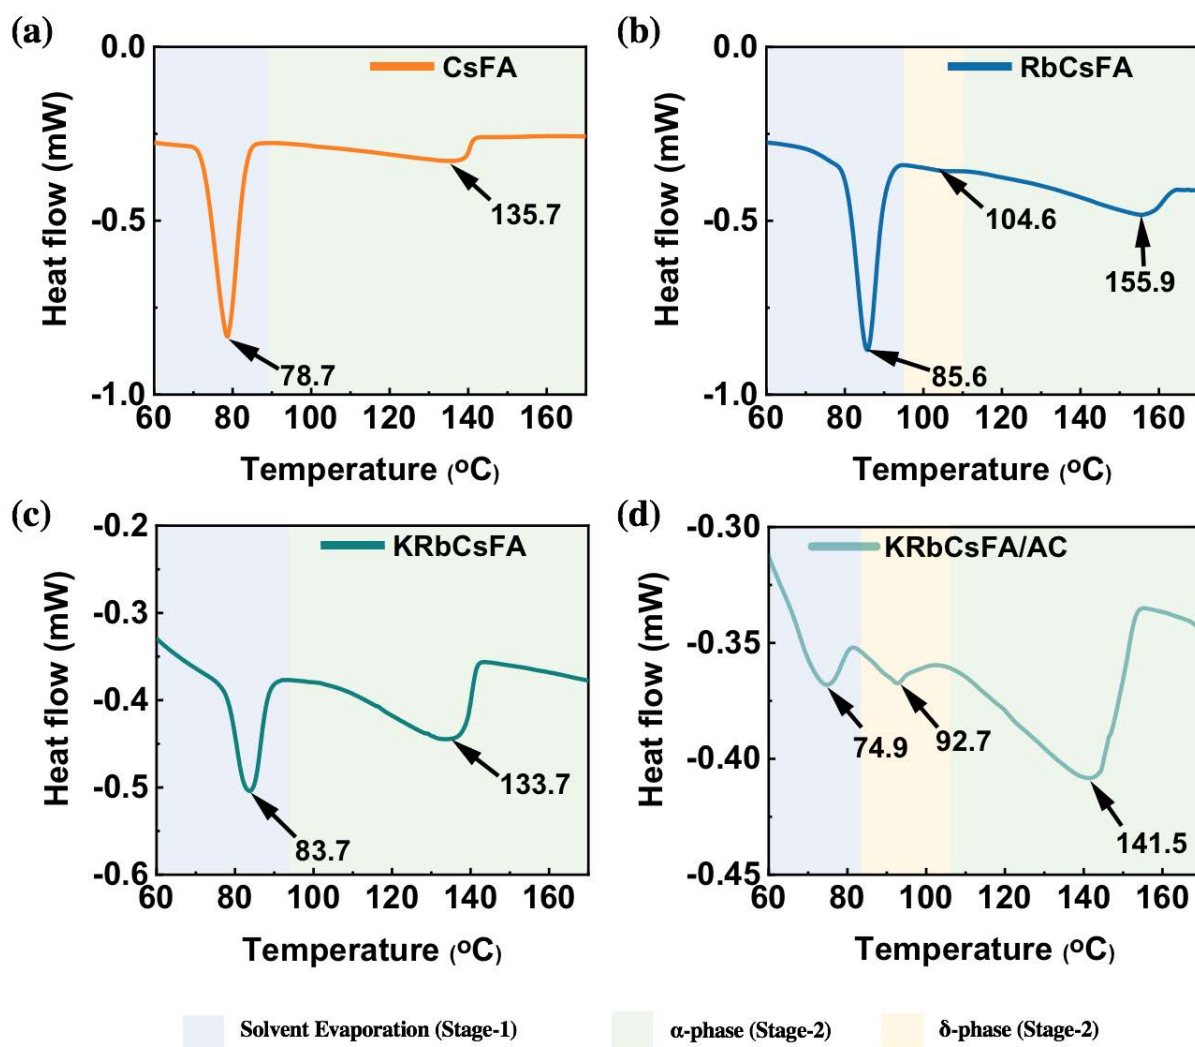 (a)
0.0
-0.5
-1.0
Heat flow (mW)
CsFA
135.7
78.7
60 80 100 120 140 160
Temperature (oC)
(b)
0.0
-0.5
-1.0
Heat flow (mW)
RbCsFA
104.6
155.9
85.6
60 80 100 120 140 160
Temperature (oC)
(c)
-0.2
-0.3
-0.4
-0.5
-0.6
Heat flow (mW)
KRbCsFA
133.7
83.7
60 80 100 120 140 160
Temperature (oC)
(d)
-0.30
-0.35
-0.40
-0.45
Heat flow (mW)
KRbCsFA/AC
74.9
92.7
141.5
60 80 100 120 140 160
Temperature (oC)
Solvent Evaporation (Stage-1)
α-phase (Stage-2)
δ-phase (Stage-2)